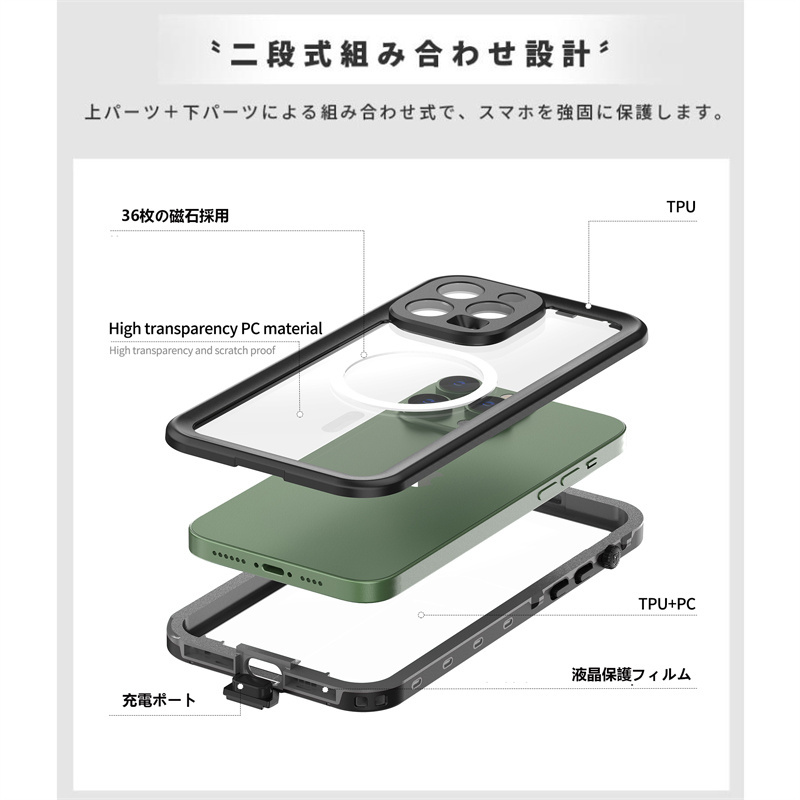 〝二段式組み合わせ設計〞
上パーツ＋下パーツによる組み合わせ式で、スマホを強固に保護します。
36枚の磁石採用
TPU
High transparency PC material
High transparency and scratch proof
TPU+PC
液晶保護フィルム
充電ポート